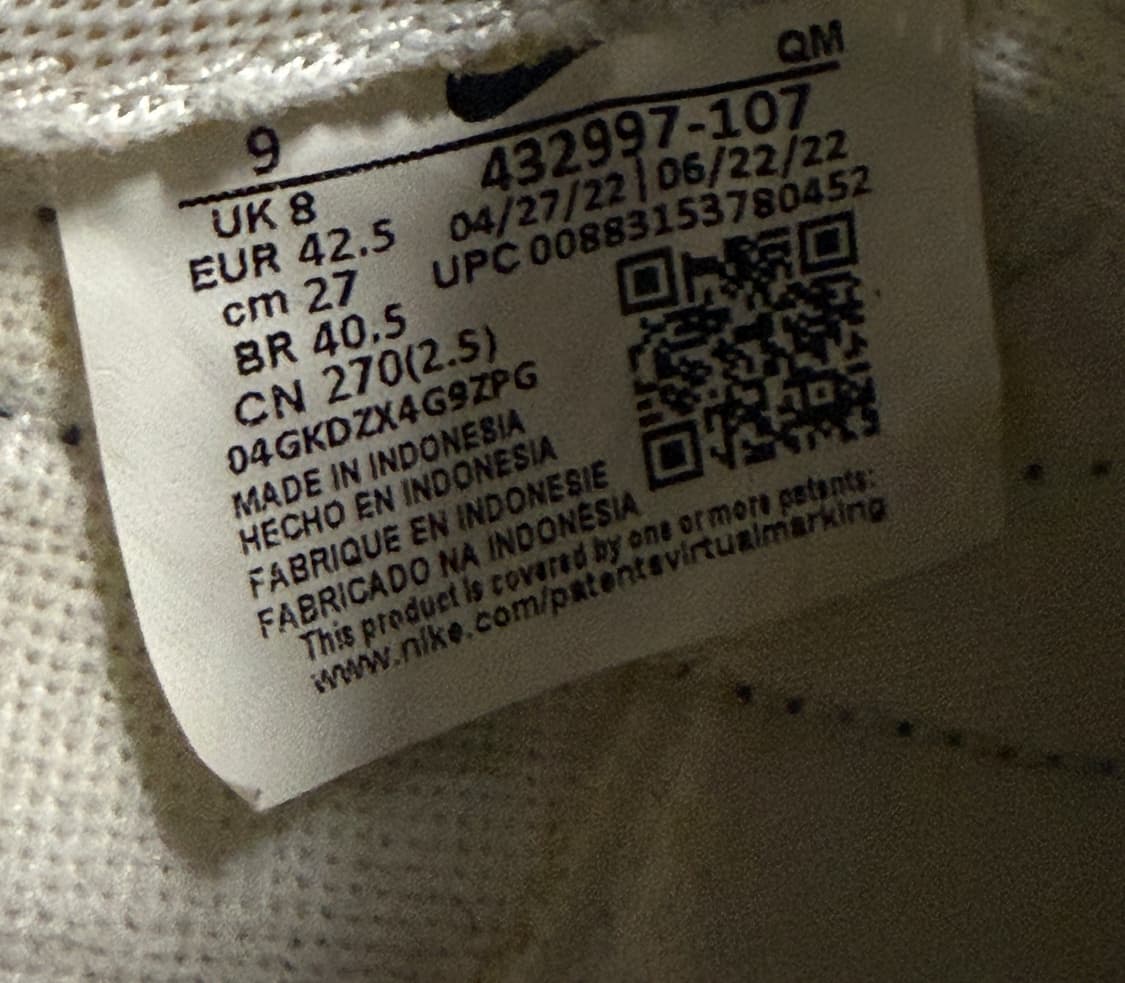 QM
9 432997-107
UK 8 04/27/22 | 06/22/22
EUR 42.5 UPC 00883153780452
cm 27
BR 40.5
CN 270(2.5)
04GKDZX4G9ZPG
MADE IN INDONESIA
HECHO EN INDONESIA
FABRIQUE EN INDONESIE
FABRICADO NA INDONESIA
This product is covered by one or more patents:
www.nike.com/patentsvirtualmarking